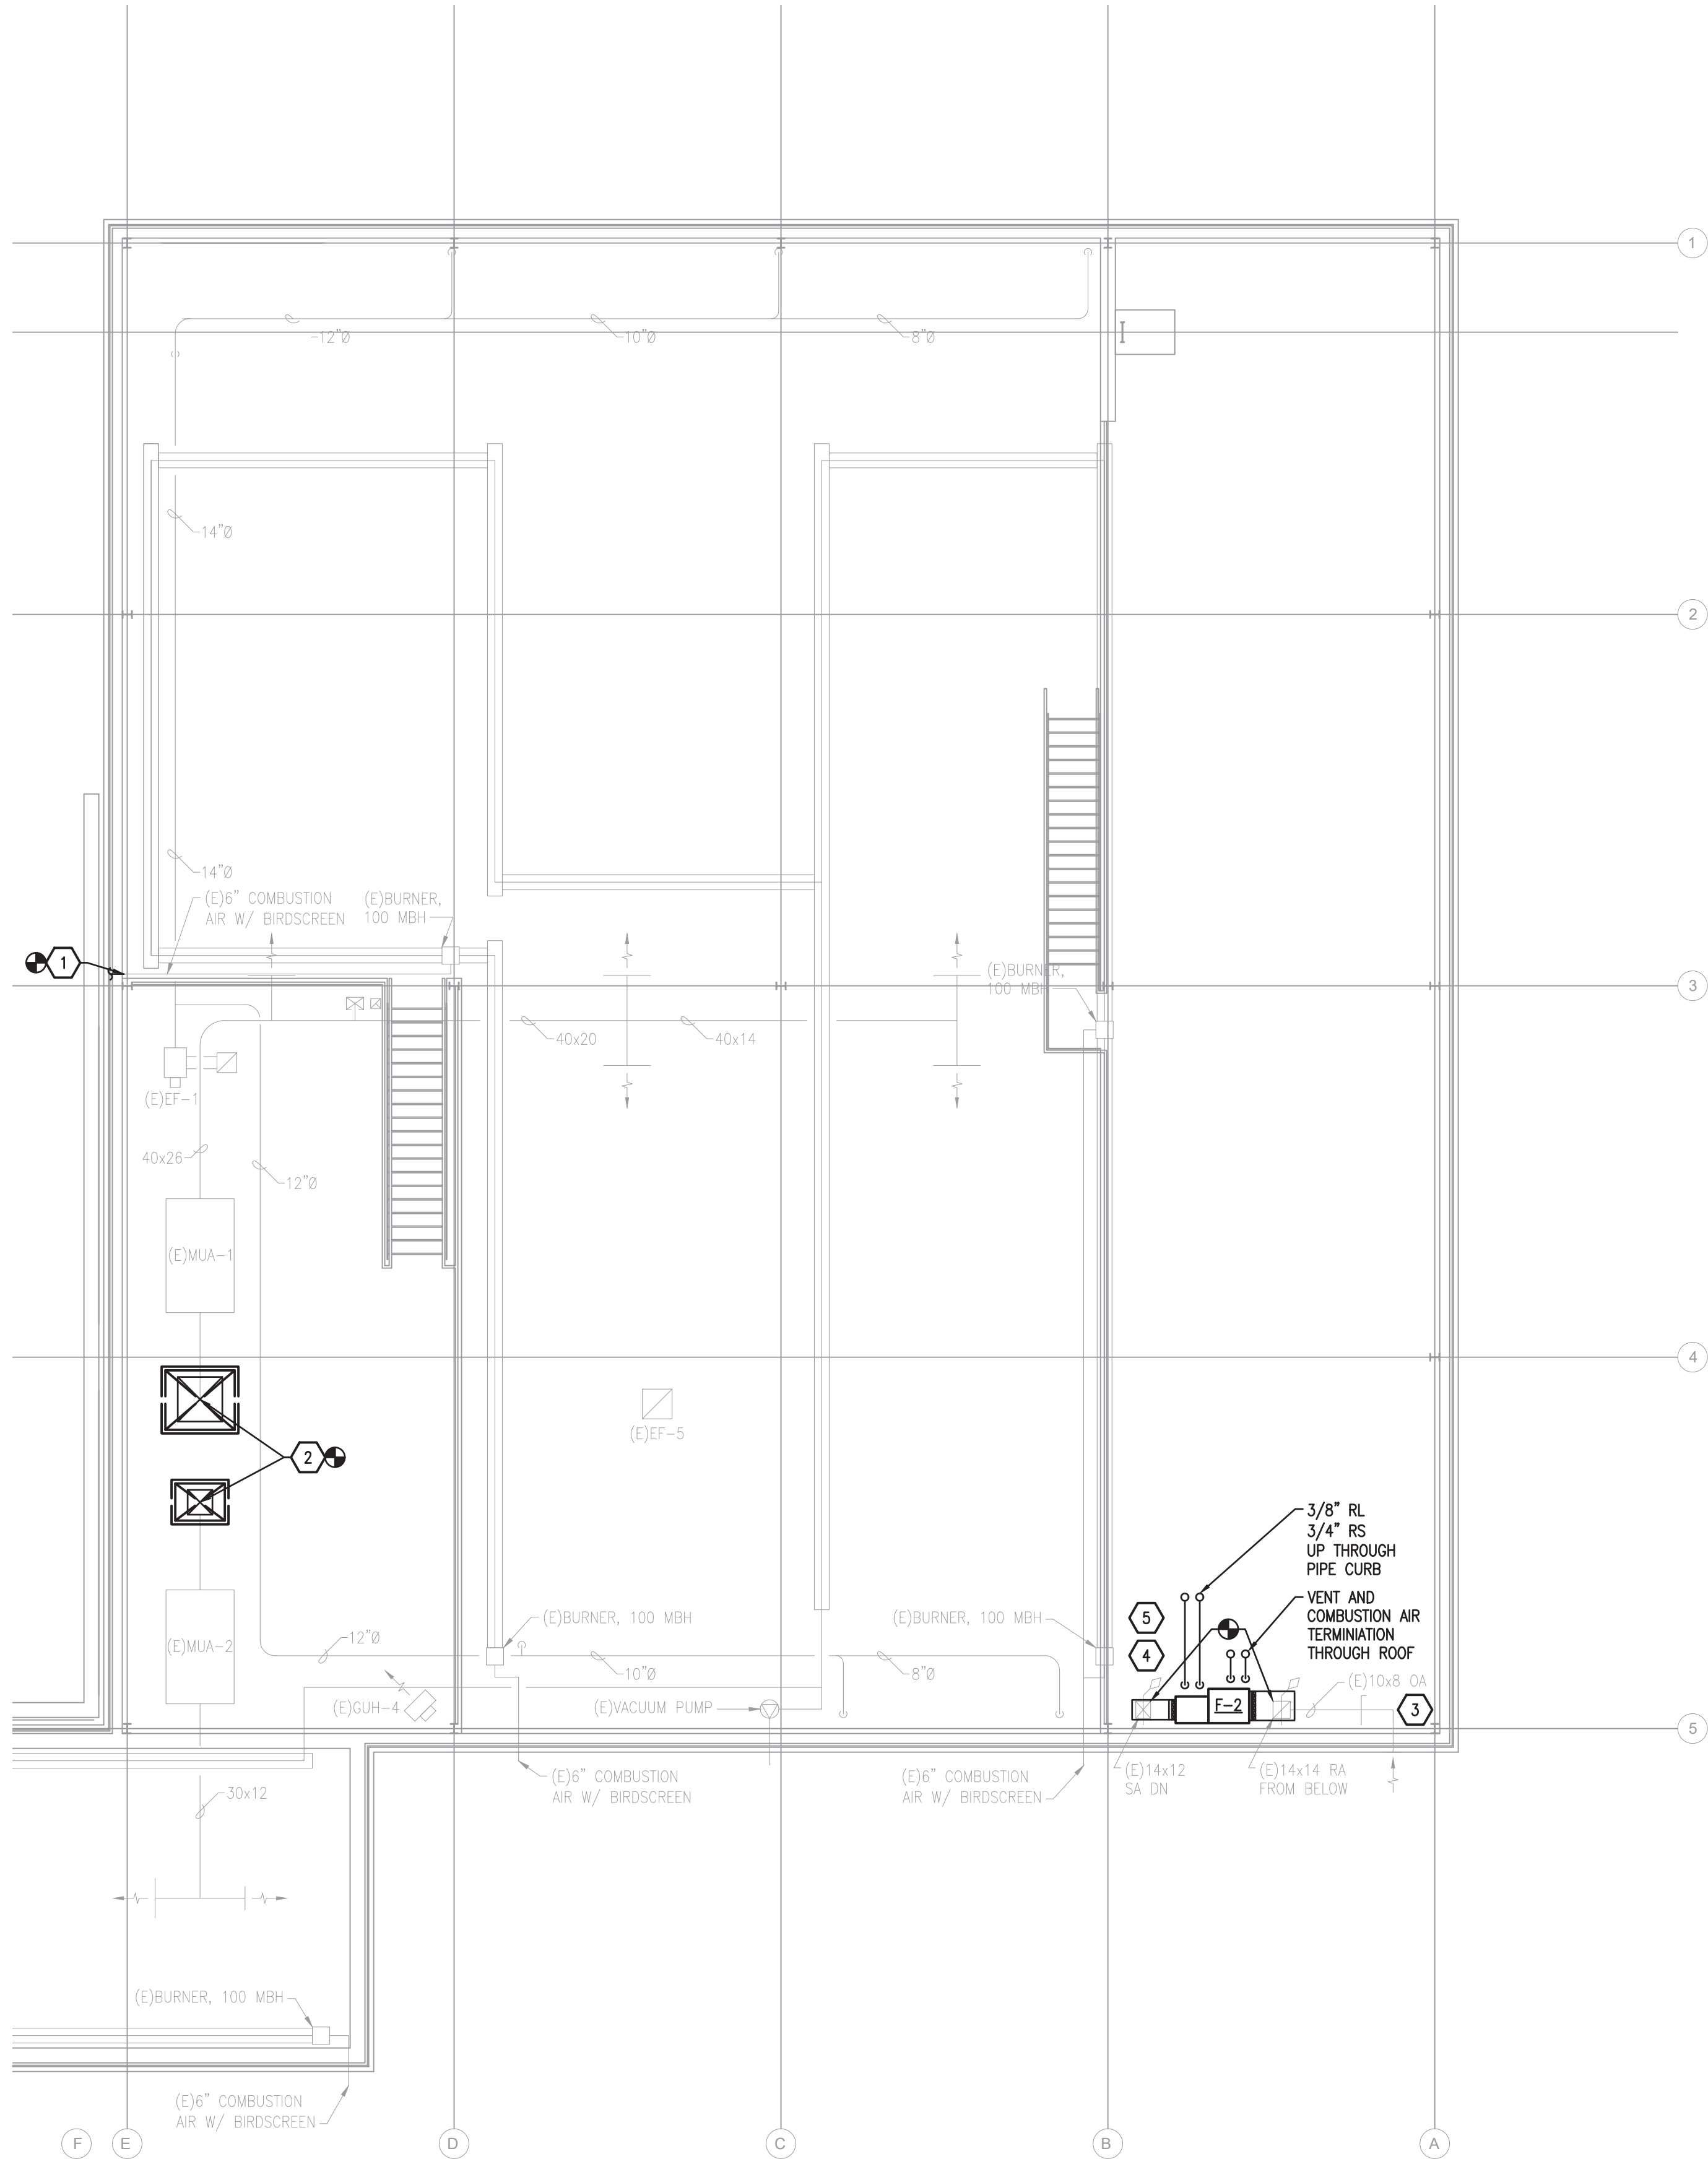 1
12"Ø
10"Ø
8"Ø
14"Ø
2
14"Ø
(E)6" COMBUSTION
AIR W/ BIRDSCREEN
(E)BURNER,
100 MBH
1
(E)BURNER,
100 MBH
3
40x20
40x14
(E)EF-1
40x26
12"Ø
(E)MUA-1
4
(E)EF-5
2
3/8" RL
3/4" RS
UP THROUGH
PIPE CURB
VENT AND
COMBUSTION AIR
TERMINIATION
THROUGH ROOF
5
4
(E)BURNER, 100 MBH
(E)BURNER, 100 MBH
12"Ø
(E)MUA-2
10"Ø
8"Ø
(E)GUH-4
(E)VACUUM PUMP
F-2
(E)10x8 OA
3
5
(E)6" COMBUSTION
AIR W/ BIRDSCREEN
(E)6" COMBUSTION
AIR W/ BIRDSCREEN
(E)14x12
SA DN
(E)14x14 RA
FROM BELOW
30x12
(E)BURNER, 100 MBH
(E)6" COMBUSTION
AIR W/ BIRDSCREEN
F
E
D
C
B
A